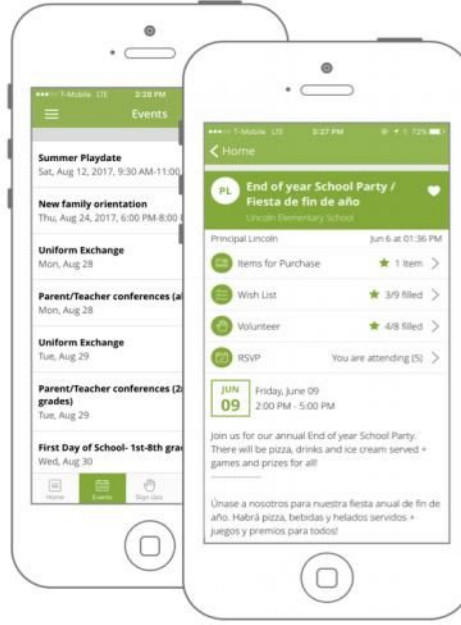 T-Mobile LTE 3:28 PM
Events
Summer Playdate
Sat, Aug 12, 2017, 9:30 AM-11:00
New family orientation
Thu, Aug 24, 2017, 6:00 PM-8:00
Uniform Exchange
Mon, Aug 28
Parent/Teacher conferences (a
Mon, Aug 28
Uniform Exchange
Tue, Aug 29
Parent/Teacher conferences (2
grades)
Tue, Aug 29
First Day of School- 1st-8th gra
Wed, Aug 30
Home Events Sign Ups
T-Mobile LTE 3:27 PM 72%
Home
PL
End of year School Party /
Fiesta de fin de año
Lincoln Elementary School
Principal Lincoln Jun 6 at 01:36 PM
Items for Purchase 1 Item
Wish List 3/9 filled
Volunteer 4/8 filled
RSVP You are attending (5)
JUN
09
Friday, June 09
2:00 PM - 5:00 PM
Join us for our annual End of year School Party.
There will be pizza, drinks and ice cream served +
games and prizes for all!
------------------
Únase a nosotros para nuestra fiesta anual de fin de
año. Habrá pizza, bebidas y helados servidos +
juegos y premios para todos!